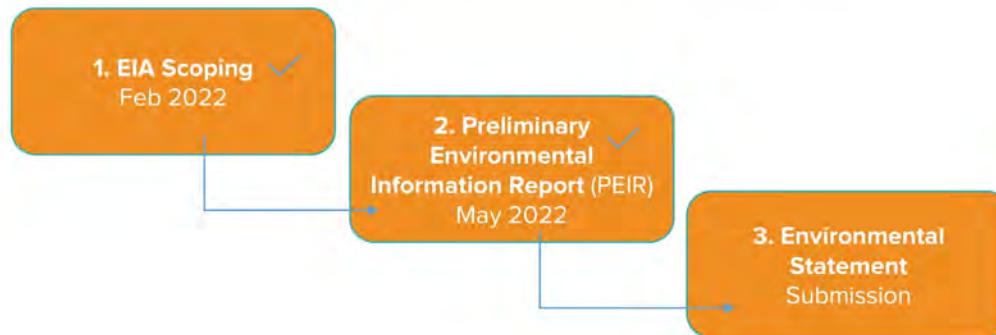 1. EIA Scoping
Feb 2022
2. Preliminary
Environmental
Information Report (PEIR)
May 2022
3. Environmental
Statement
Submission